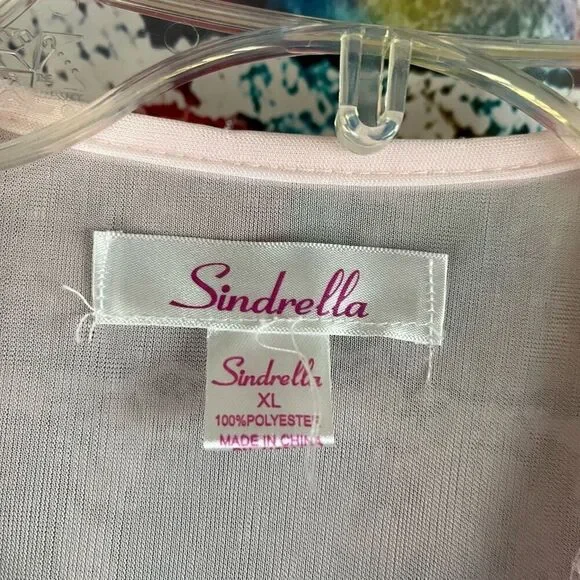 Sindrella
Sindrella
XL
100%POLYESTER
MADE IN CHINA